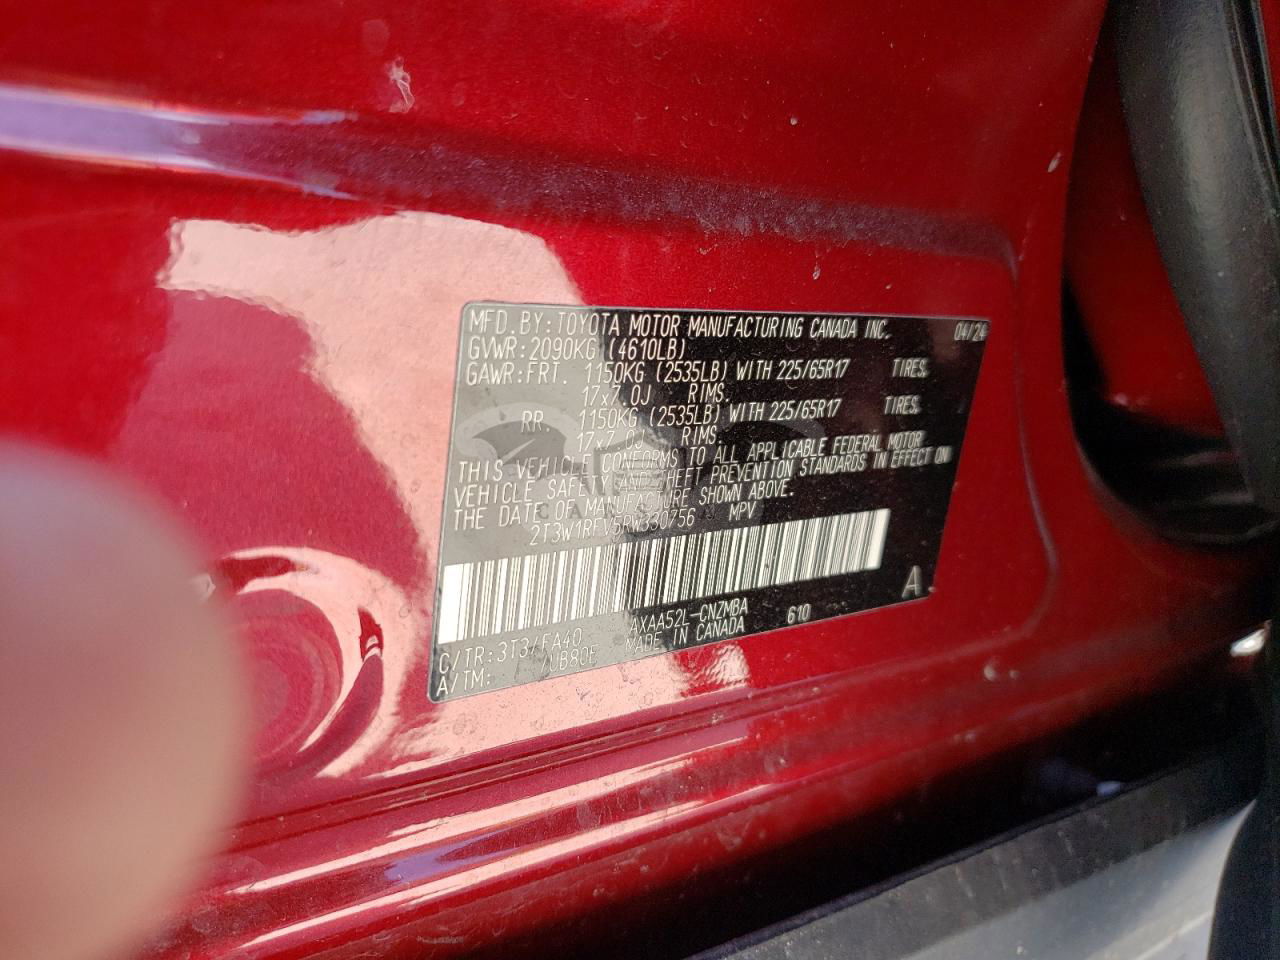 MFD.BY:TOYOTA MOTOR MANUFACTURING CANADA INC. 04/24
GVWR:2090KG (4610LB)
GAWR:FRT. 1150KG (2535LB) WITH 225/65R17 TIRES
17x7.0J RIMS.
RR. 1150KG (2535LB) WITH 225/65R17 TIRES.
17x7.0J RIMS.
THIS VEHICLE CONFORMS TO ALL APPLICABLE FEDERAL MOTOR
VEHICLE SAFETY AND THEFT PREVENTION STANDARDS IN EFFECT ON
THE DATE OF MANUFACTURE SHOWN ABOVE.
2T3W1RFV5RW330756 MPV
A
C/TR:3T3/FA40 AXAA52L-CNZMBA 610
A/TM: /UB80E MADE IN CANADA